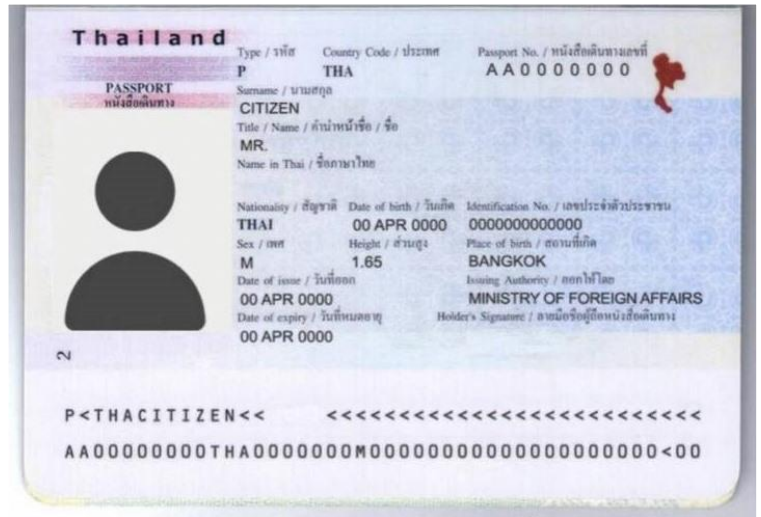 Thailand
PASSPORT
หนังสือเดินทาง
Type / รหัส Country Code / ประเทศ Passport No. / หนังสือเดินทางเลขที่
P THA AA0000000
Surname / นามสกุล
CITIZEN
Title / Name / คำนำหน้าชื่อ / ชื่อ
MR.
Name in Thai / ชื่อภาษาไทย
Nationality / สัญชาติ Date of birth / วันเกิด Identification No. / เลขประจำตัวประชาชน
THAI 00 APR 0000 0000000000000
Sex / เพศ Height / ส่วนสูง Place of birth / สถานที่เกิด
M 1.65 BANGKOK
Date of issue / วันที่ออก Issuing Authority / ออกให้โดย
00 APR 0000 MINISTRY OF FOREIGN AFFAIRS
Date of expiry / วันที่หมดอายุ Holder's Signature / ลายมือชื่อผู้ถือหนังสือเดินทาง
00 APR 0000
2
P<THACITIZEN<< <<<<<<<<<<<<<<<<<<<<<<<<<<
AA00000000THA0000000M00000000000000000000000<00